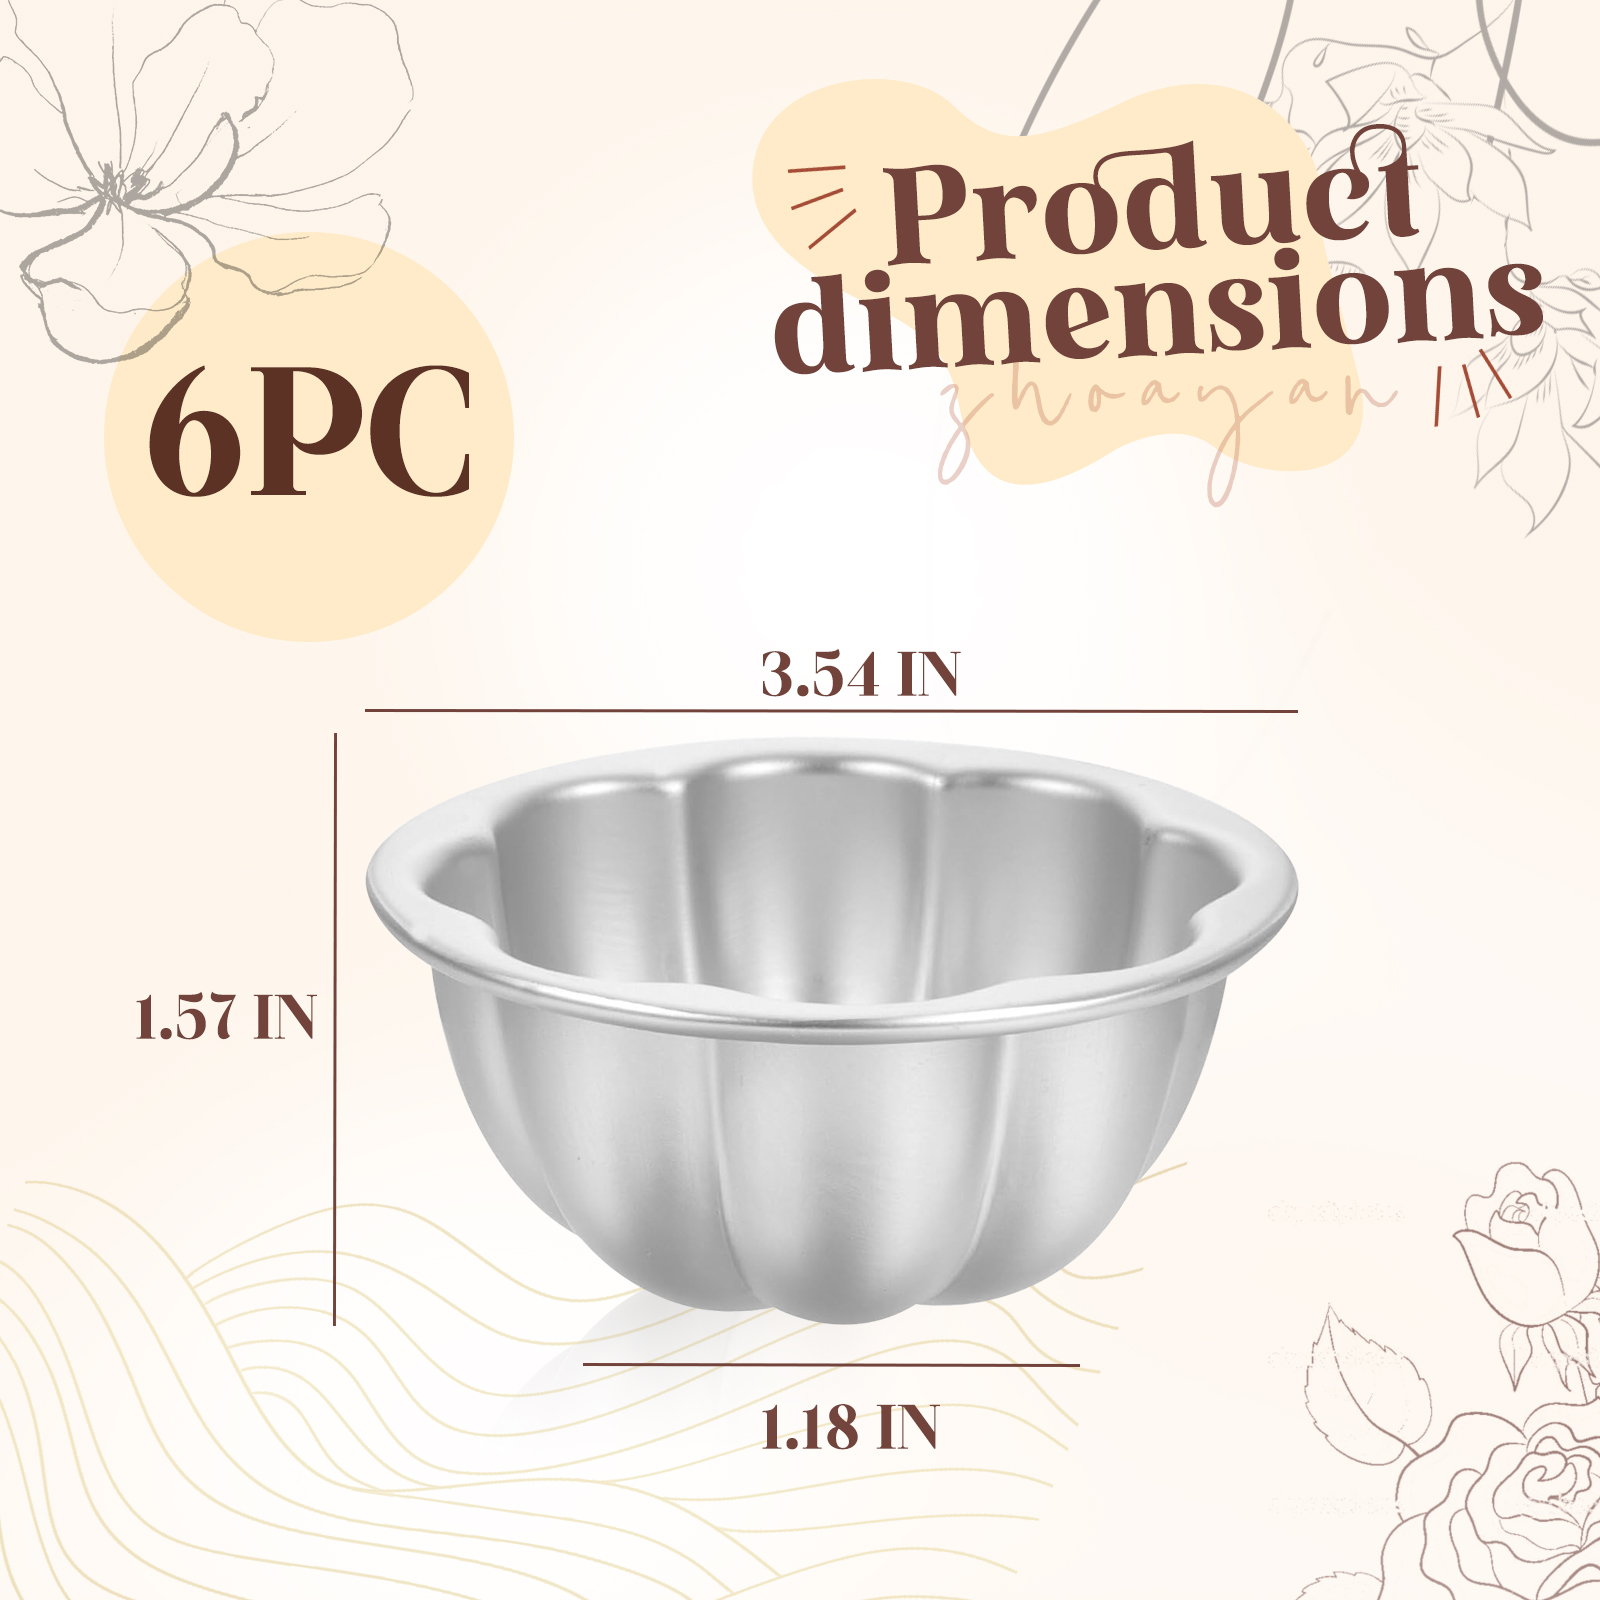 Product
dimensions
zhoayan
6PC
3.54 IN
1.57 IN
1.18 IN